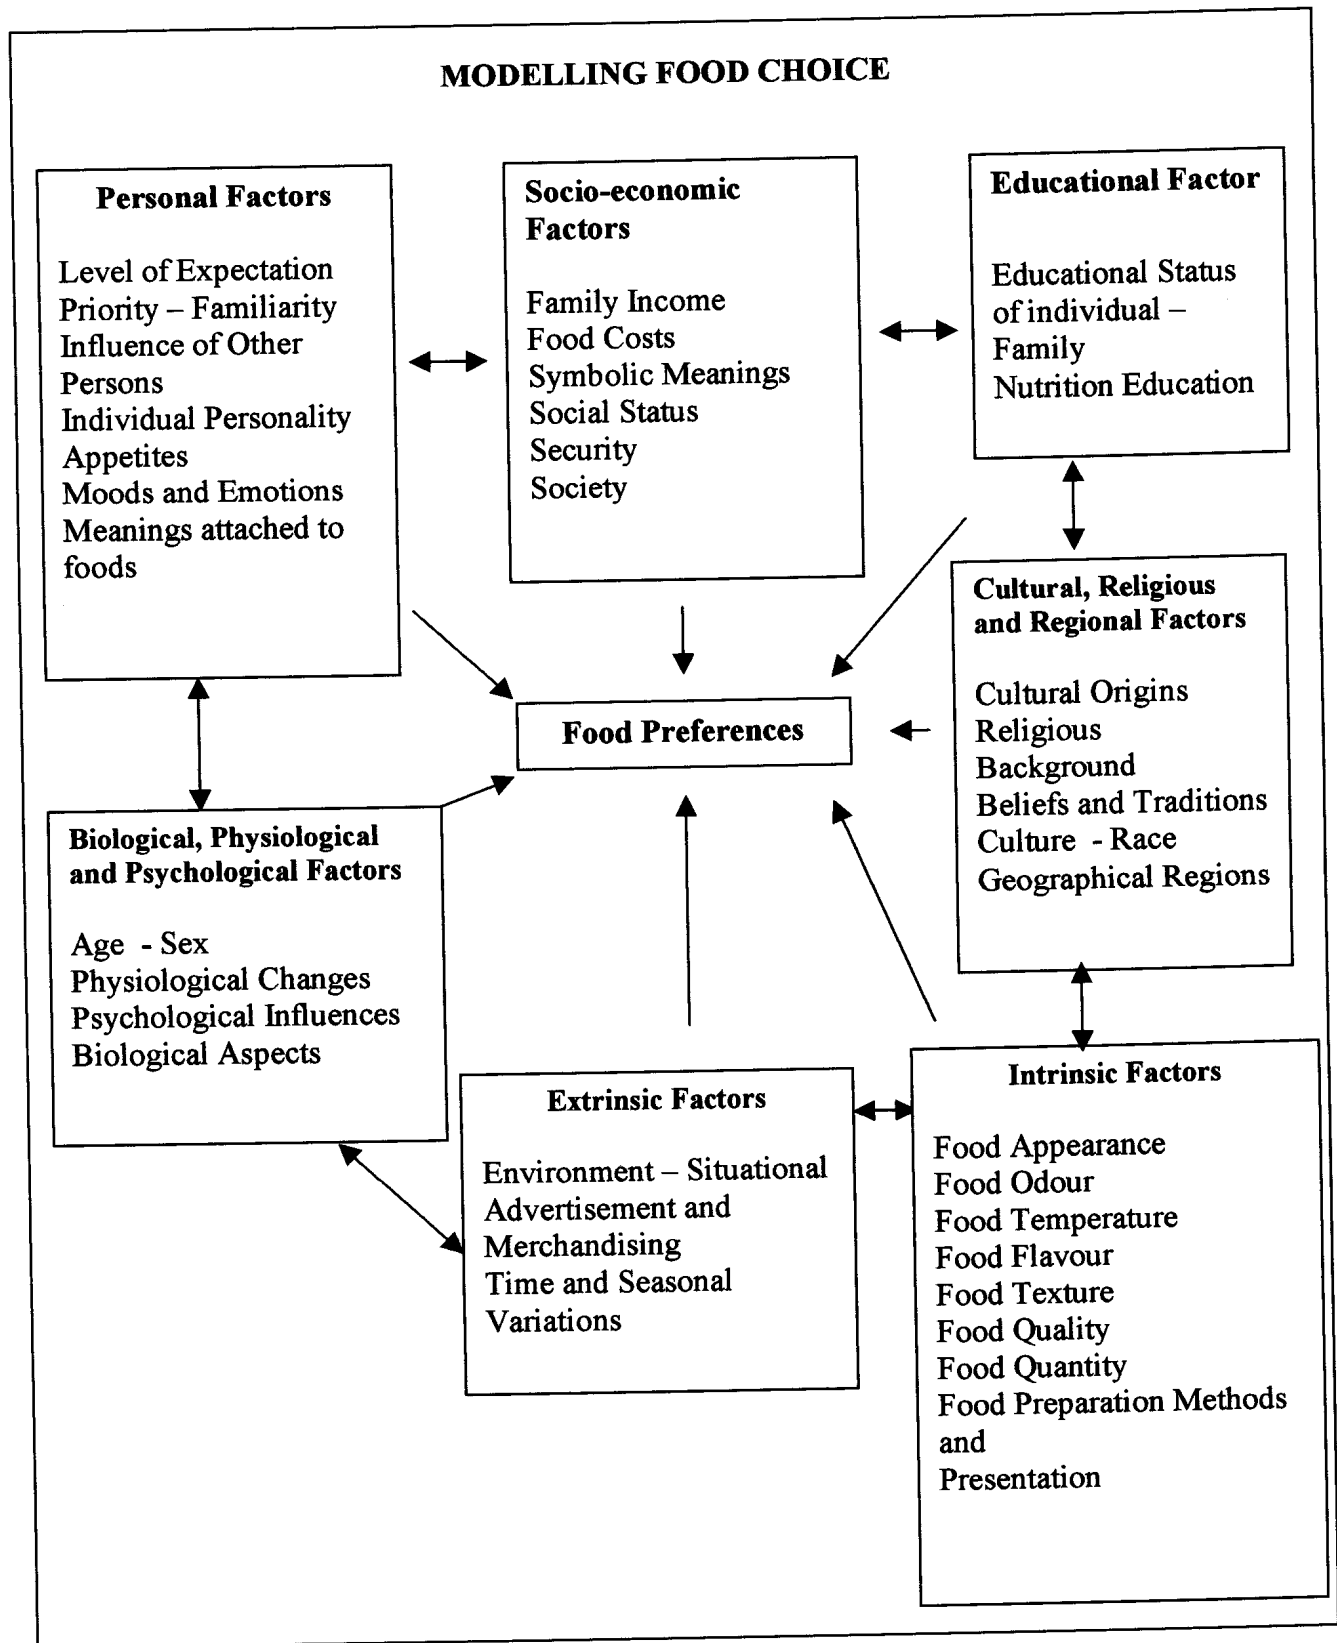 MODELLING FOOD CHOICE
Personal Factors
Level of Expectation
Priority – Familiarity
Influence of Other
Persons
Individual Personality
Appetites
Moods and Emotions
Meanings attached to
foods
Socio-economic
Factors
Family Income
Food Costs
Symbolic Meanings
Social Status
Security
Society
Educational Factor
Educational Status
of individual –
Family
Nutrition Education
Food Preferences
Cultural, Religious
and Regional Factors
Cultural Origins
Religious
Background
Beliefs and Traditions
Culture - Race
Geographical Regions
Biological, Physiological
and Psychological Factors
Age - Sex
Physiological Changes
Psychological Influences
Biological Aspects
Extrinsic Factors
Environment – Situational
Advertisement and
Merchandising
Time and Seasonal
Variations
Intrinsic Factors
Food Appearance
Food Odour
Food Temperature
Food Flavour
Food Texture
Food Quality
Food Quantity
Food Preparation Methods
and
Presentation